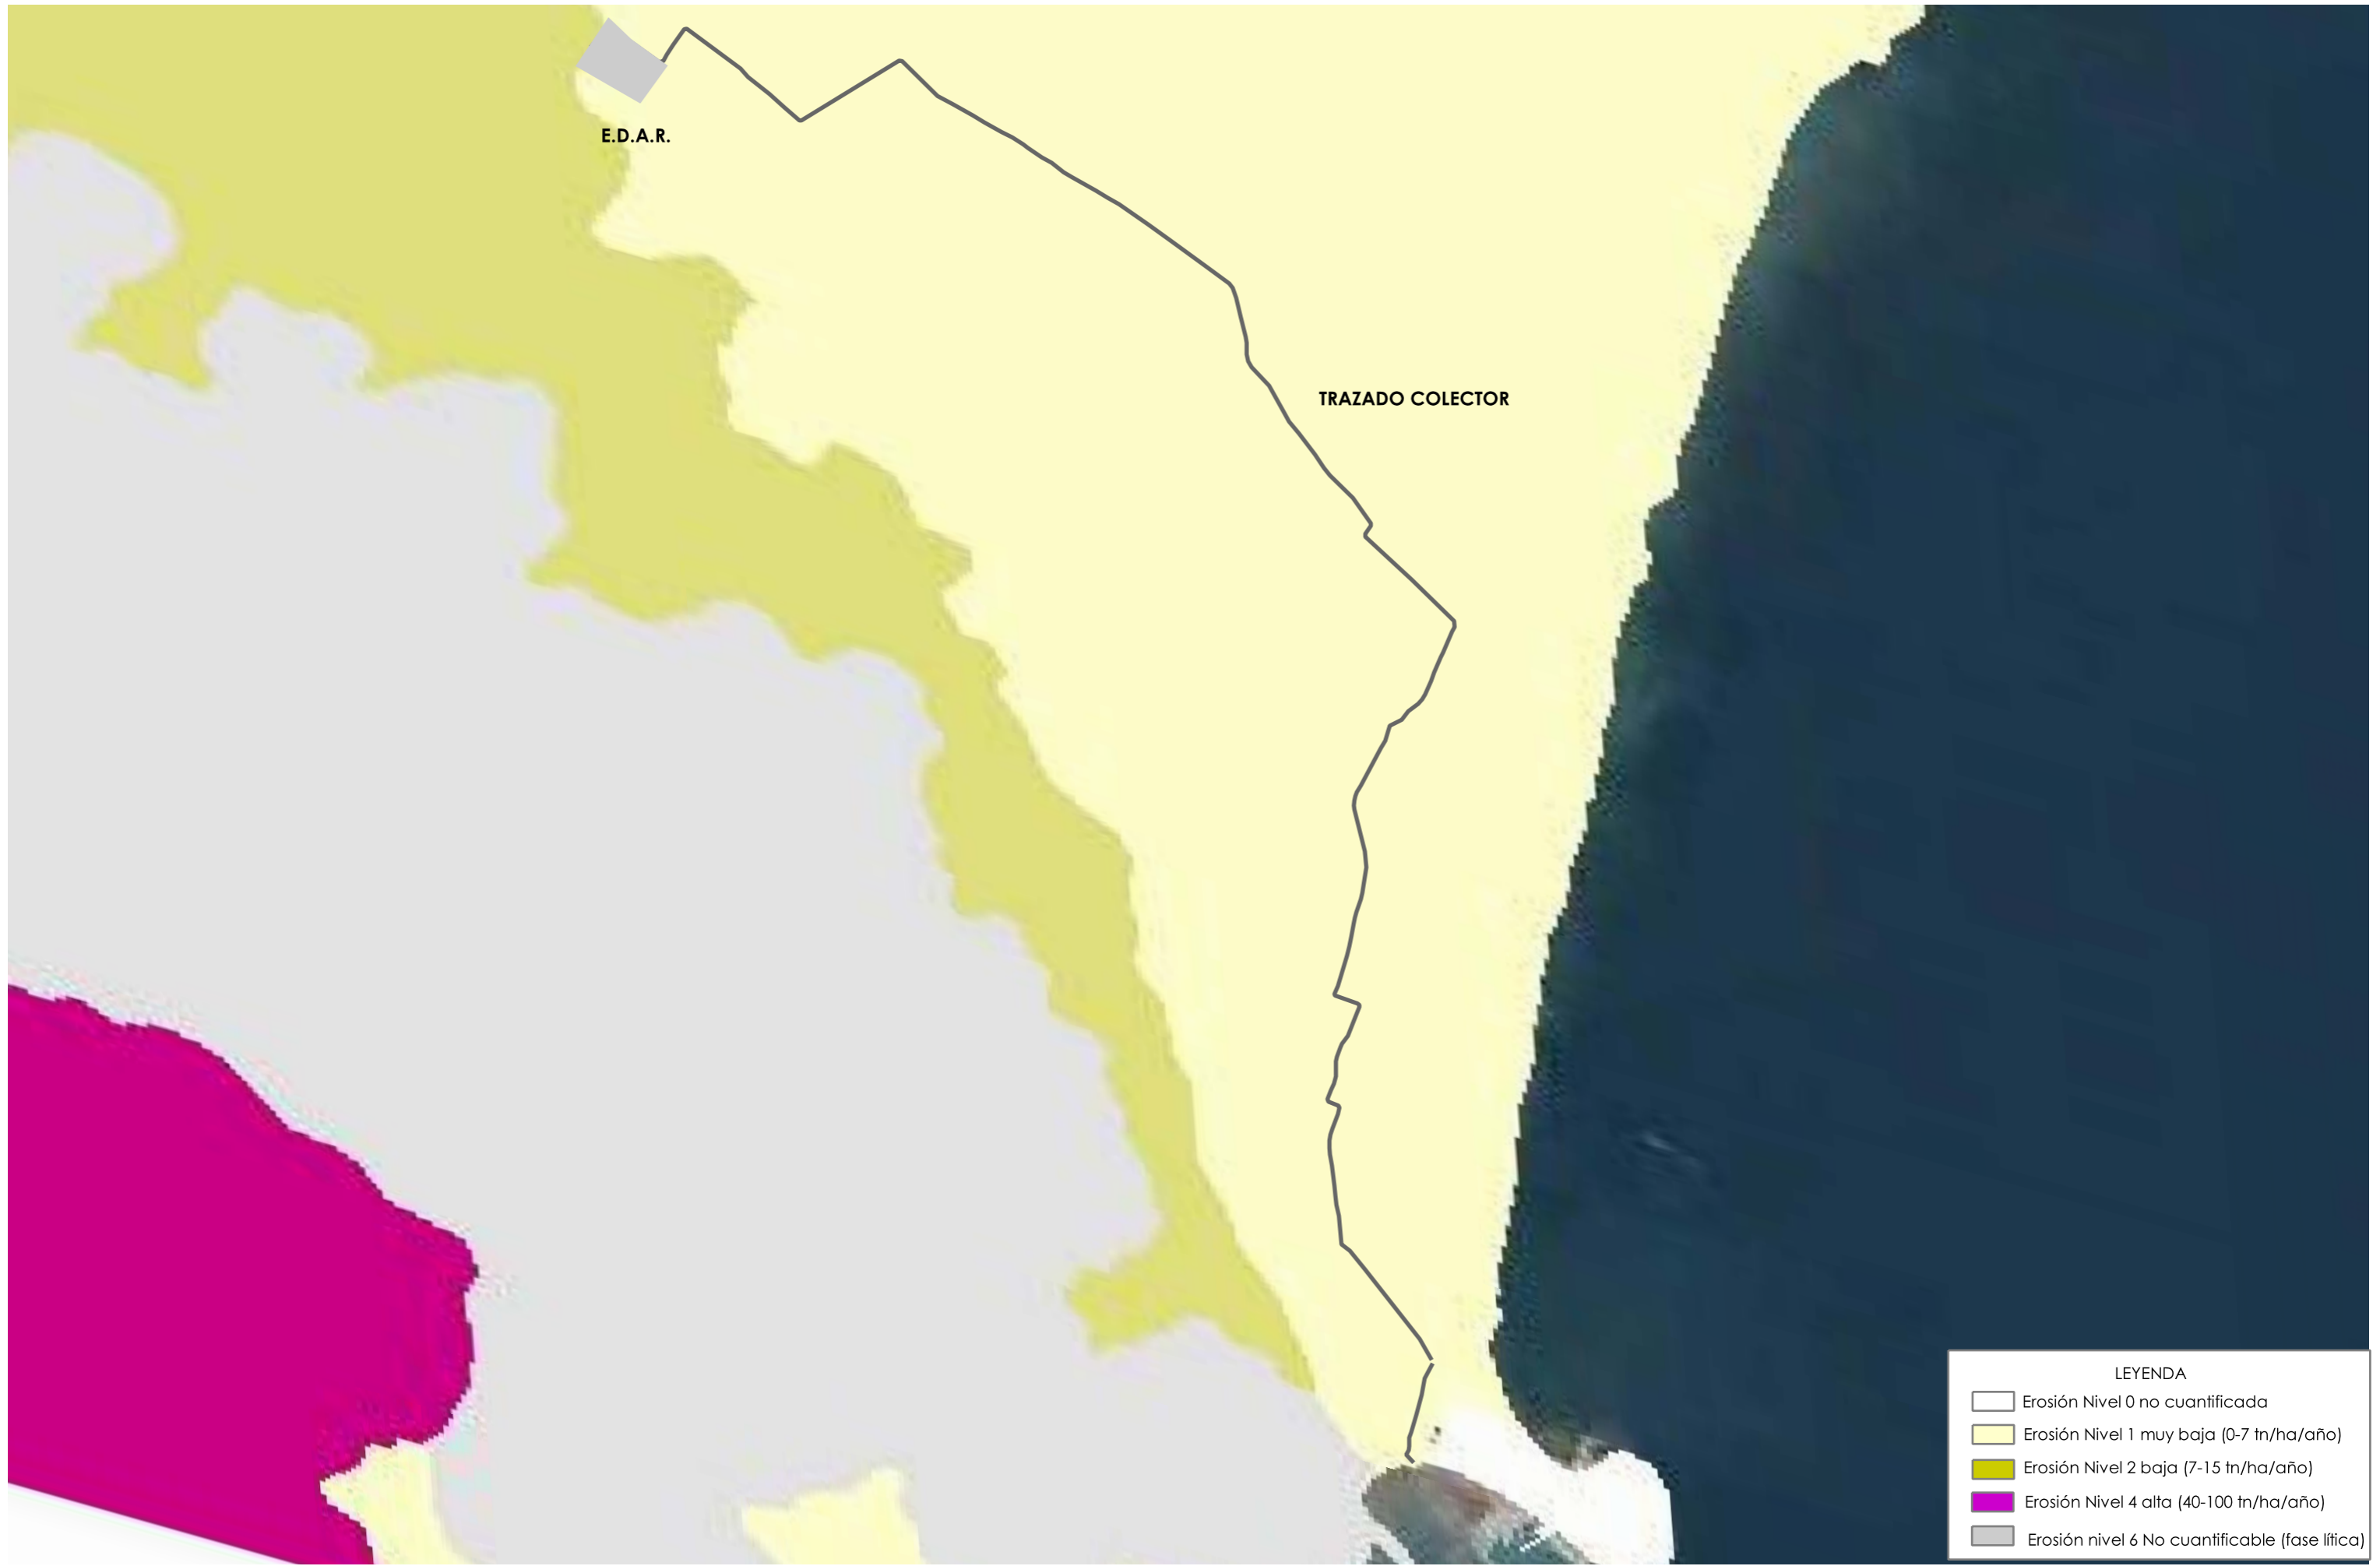 E.D.A.R.
TRAZADO COLECTOR
LEYENDA
Erosión Nivel 0 no cuantificada
Erosión Nivel 1 muy baja (0-7 tn/ha/año)
Erosión Nivel 2 baja (7-15 tn/ha/año)
Erosión Nivel 4 alta (40-100 tn/ha/año)
Erosión nivel 6 No cuantificable (fase lítica)